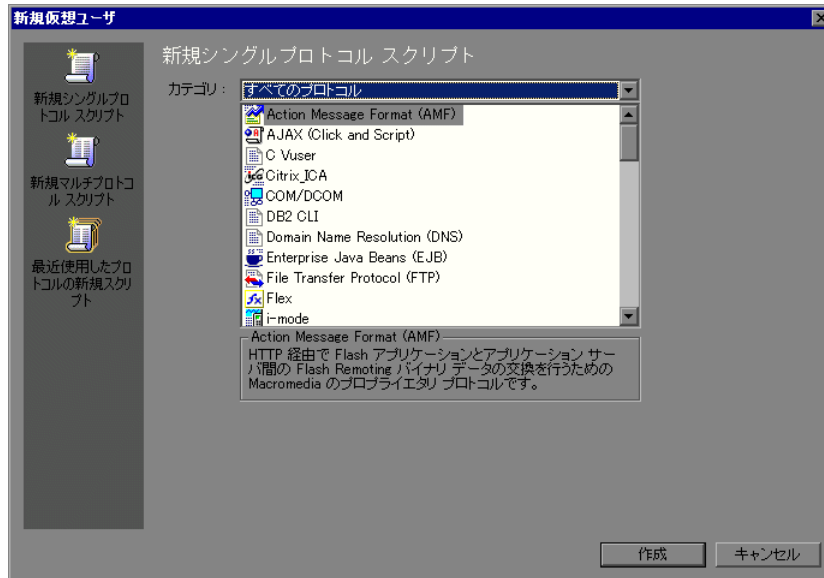 新規仮想ユーザ
新規シングルプロトコル スクリプト
新規シングルプロ
トコル スクリプト
新規マルチプロトコ
ル スクリプト
最近使用したプロ
トコルの新規スクリ
プト
カテゴリ : すべてのプロトコル
Action Message Format (AMF)
AJAX (Click and Script)
C Vuser
Citrix_ICA
COM/DCOM
DB2 CLI
Domain Name Resolution (DNS)
Enterprise Java Beans (EJB)
File Transfer Protocol (FTP)
Flex
i-mode
Action Message Format (AMF)
HTTP 経由で Flash アプリケーションとアプリケーション サー
バ間の Flash Remoting バイナリ データの交換を行うための
Macromedia のプロプライエタリ プロトコルです。
作成 キャンセル